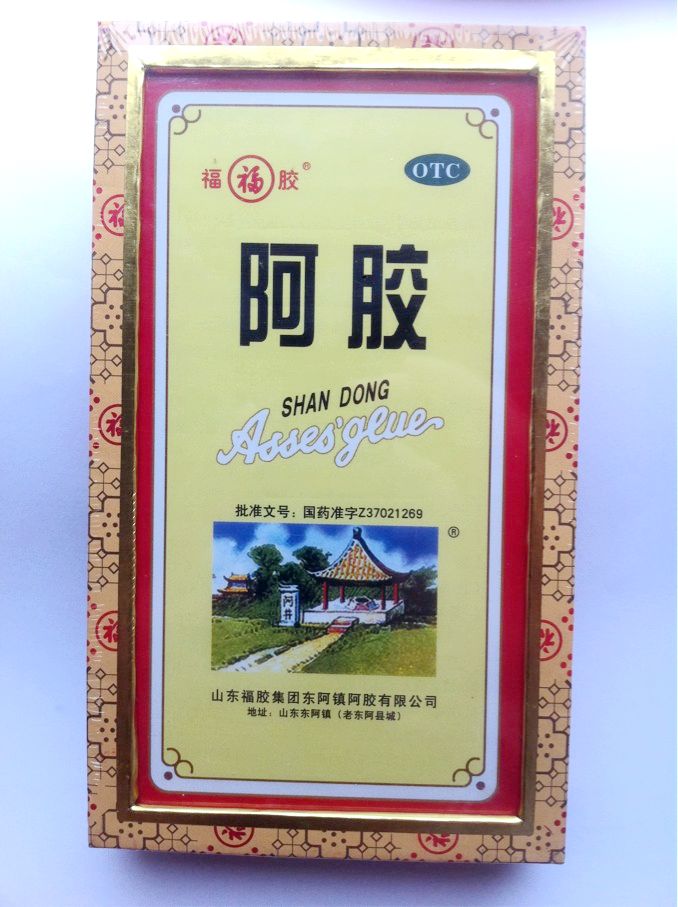 福 福 胶®
OTC
阿胶
SHAN DONG
Asses'glue
批准文号：国药准字Z37021269
®
阿井
山东福胶集团东阿镇阿胶有限公司
地址：山东东阿镇（老东阿县城）